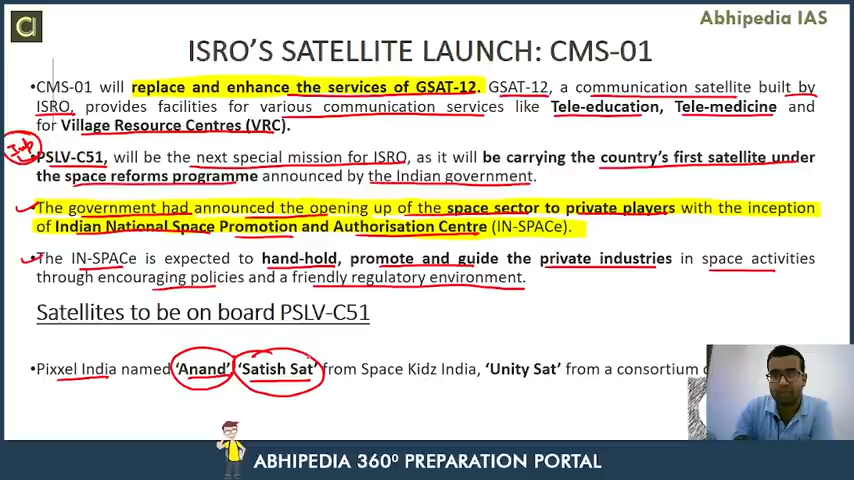 Abhipedia IAS
ISRO'S SATELLITE LAUNCH: CMS-01
•CMS-01 will replace and enhance the services of GSAT-12. GSAT-12, a communication satellite built by
ISRO, provides facilities for various communication services like Tele-education, Tele-medicine and
for Village Resource Centres (VRC).
Imp
•PSLV-C51, will be the next special mission for ISRO, as it will be carrying the country's first satellite under
the space reforms programme announced by the Indian government.
•The government had announced the opening up of the space sector to private players with the inception
of Indian National Space Promotion and Authorisation Centre (IN-SPACe).
•The IN-SPACe is expected to hand-hold, promote and guide the private industries in space activities
through encouraging policies and a friendly regulatory environment.
Satellites to be on board PSLV-C51
•Pixxel India named 'Anand', 'Satish Sat' from Space Kidz India, 'Unity Sat' from a consortium
ABHIPEDIA 360⁰ PREPARATION PORTAL